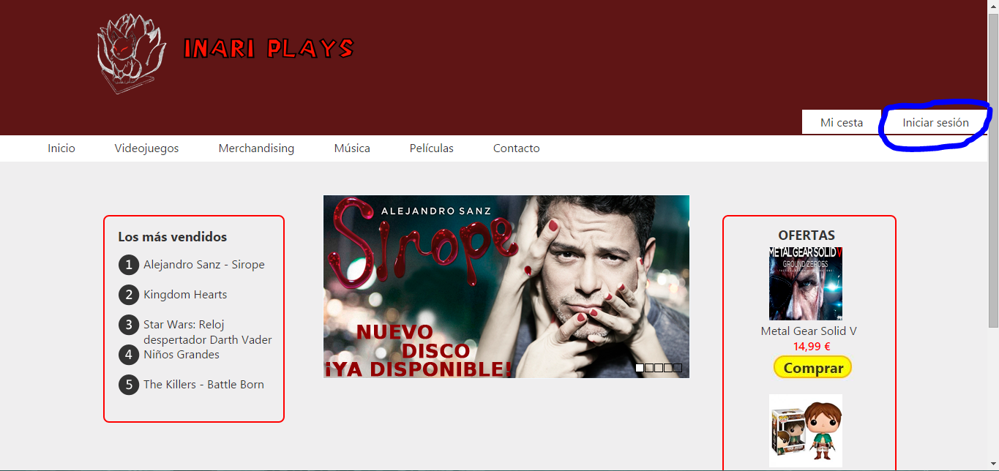 INARI PLAYS
Mi cesta
Iniciar sesión
Inicio
Videojuegos
Merchandising
Música
Películas
Contacto
Los más vendidos
1 Alejandro Sanz - Sirope
2 Kingdom Hearts
3 Star Wars: Reloj
despertador Darth Vader
4 Niños Grandes
5 The Killers - Battle Born
ALEJANDRO SANZ
Sirope
NUEVO
DISCO
¡YA DISPONIBLE!
OFERTAS
METAL GEAR SOLID V
GROUND ZEROES
Metal Gear Solid V
14,99 €
Comprar